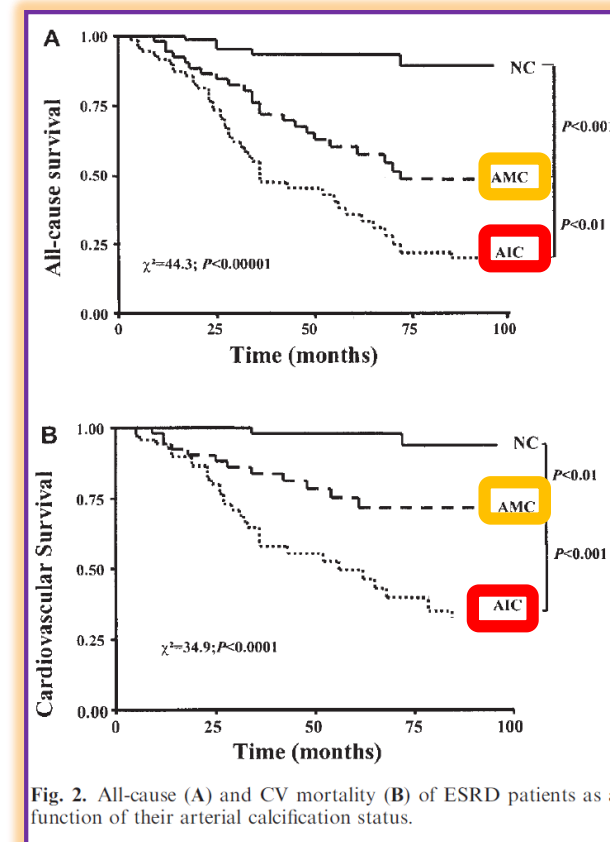 A
1.00
NC
0.75
P<0.001
All-cause survival
0.50
AMC
P<0.01
0.25
AIC
χ²=44.3; P<0.00001
0.00
0
25
50
75
100
Time (months)
B
1.00
NC
P<0.01
0.75
AMC
Cardiovascular Survival
P<0.001
0.50
AIC
0.25
χ²=34.9;P<0.0001
0.00
0
25
50
75
100
Time (months)
Fig. 2. All-cause (A) and CV mortality (B) of ESRD patients as a
function of their arterial calcification status.